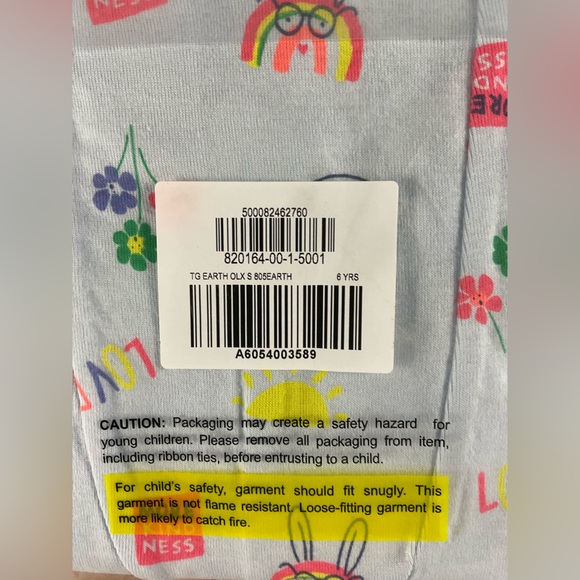 NESS
500082462760
820164-00-1-5001
TG EARTH OLX S 805EARTH 6 YRS
A6054003589
LOVE
CAUTION: Packaging may create a safety hazard for
young children. Please remove all packaging from item,
including ribbon ties, before entrusting to a child.
For child's safety, garment should fit snugly. This
garment is not flame resistant. Loose-fitting garment is
more likely to catch fire.
NESS